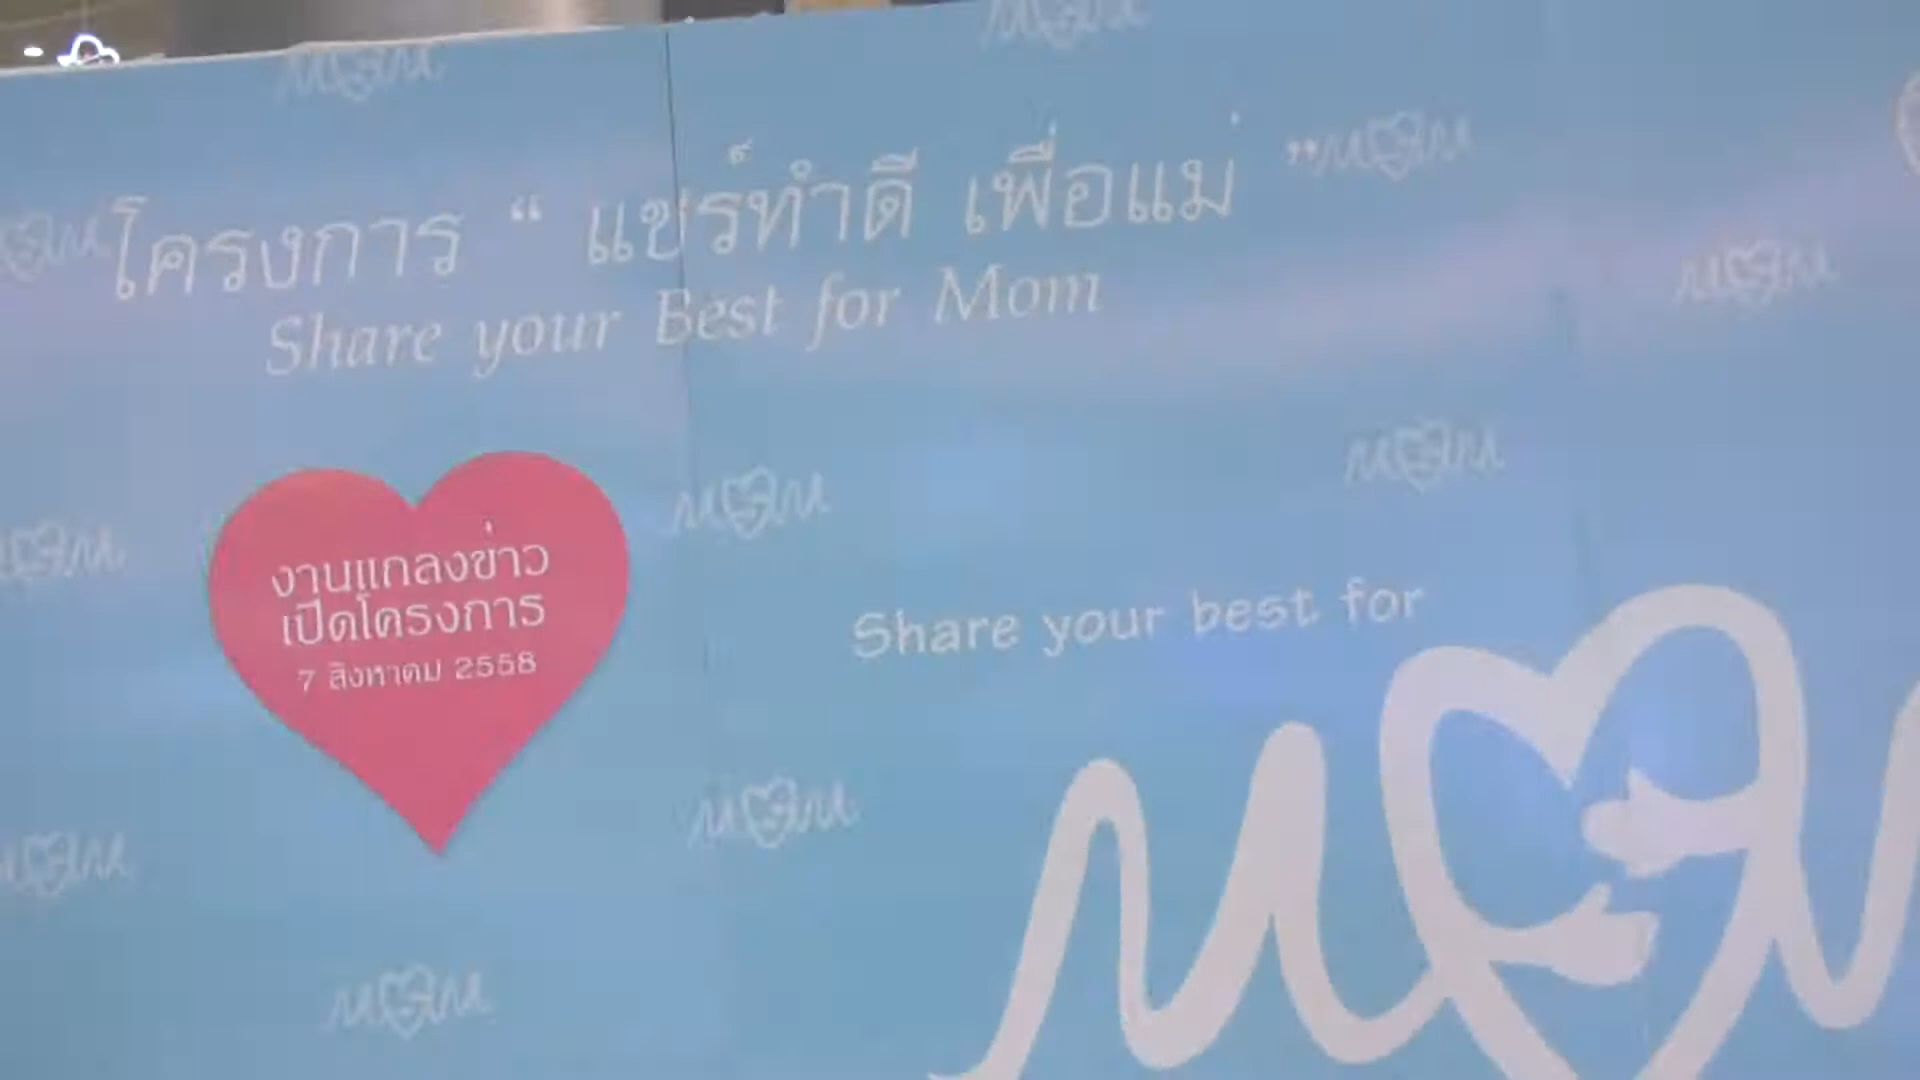 โครงการ “ แชร์ทำดี เพื่อแม่ ”
Share your Best for Mom
งานแถลงข่าว
เปิดโครงการ
7 สิงหาคม 2558
Share your best for
Mom